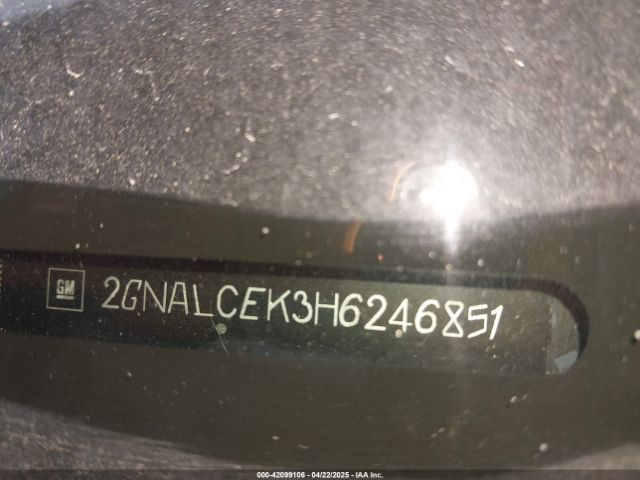 GM 2GNALCEK3H6246851
000-42099106 - 04/22/2025 - IAA Inc.